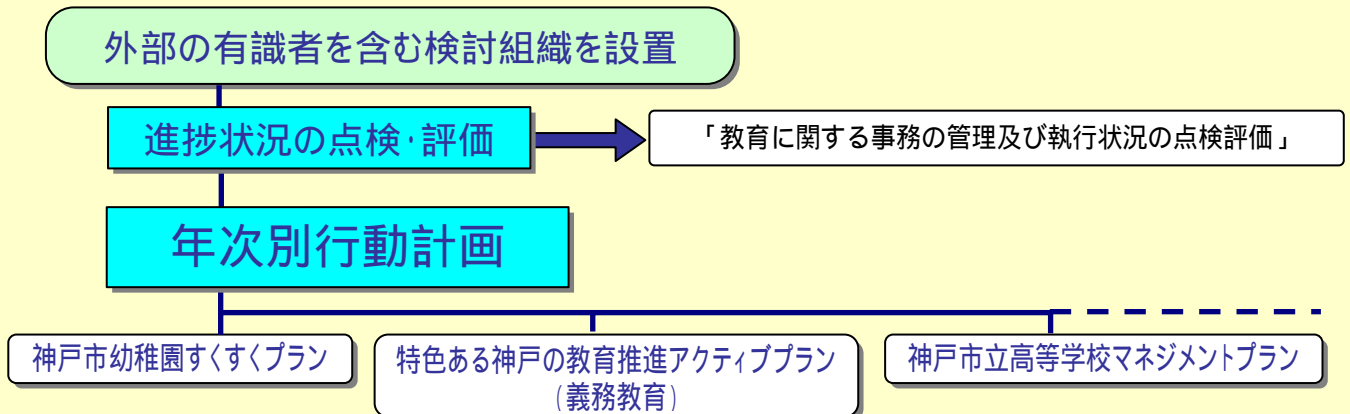 外部の有識者を含む検討組織を設置
進捗状況の点検・評価
「教育に関する事務の管理及び執行状況の点検評価」
年次別行動計画
神戸市幼稚園すくすくプラン
特色ある神戸の教育推進アクティブプラン
(義務教育)
神戸市立高等学校マネジメントプラン